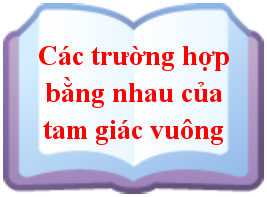 Các trường hợp
bằng nhau của
tam giác vuông